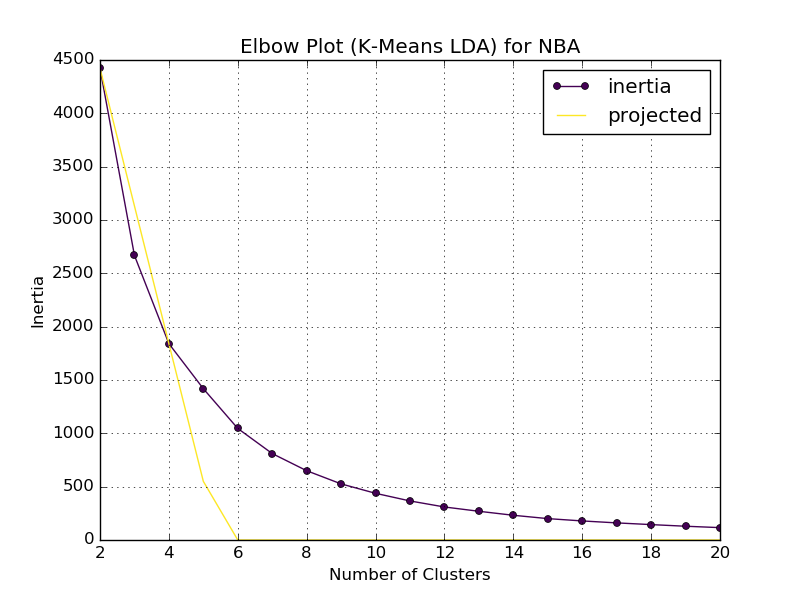 Elbow Plot (K-Means LDA) for NBA
inertia
projected
4500
4000
3500
3000
2500
2000
1500
1000
500
0
Inertia
2 4 6 8 10 12 14 16 18 20
Number of Clusters